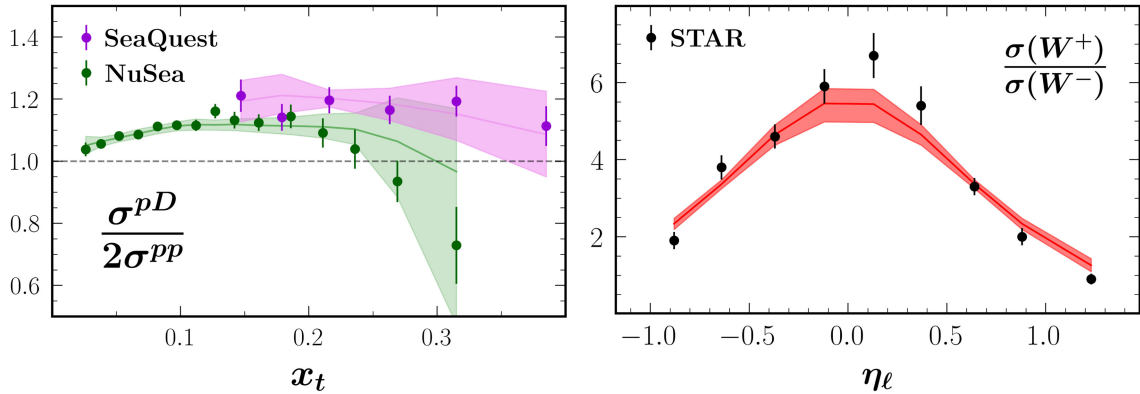 1.4
1.2
1.0
0.8
0.6
SeaQuest
NuSea
σ^{pD}
2σ^{pp}
0.1
0.2
0.3
x_t
STAR
σ(W⁺)
σ(W⁻)
6
4
2
−1.0
−0.5
0.0
0.5
1.0
η_ℓ